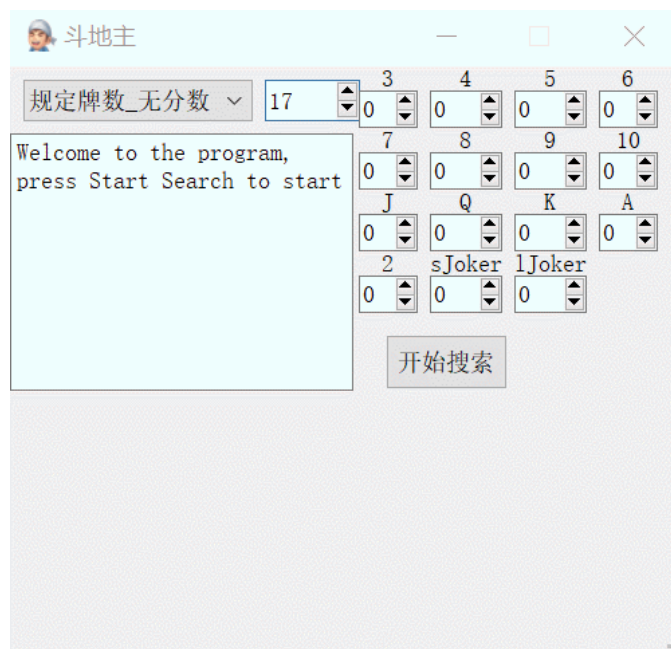 斗地主
规定牌数_无分数 17
3 4 5 6
0 0 0 0
Welcome to the program,
press Start Search to start
7 8 9 10
0 0 0 0
J Q K A
0 0 0 0
2 sJoker lJoker
0 0 0
开始搜索